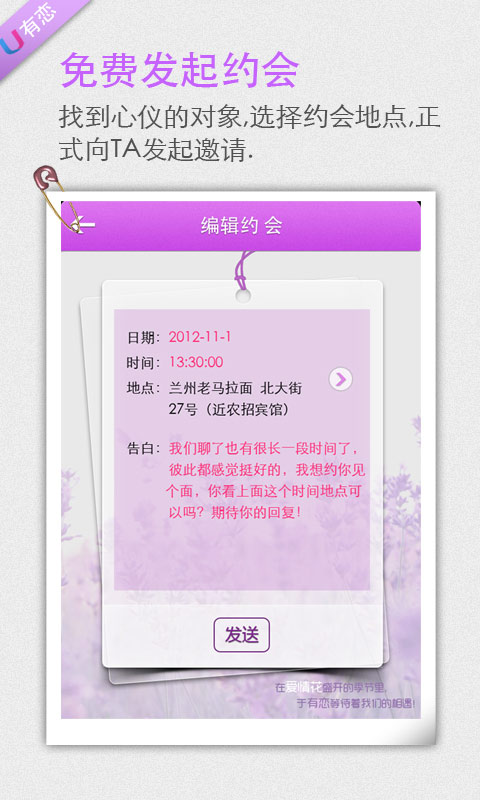 U有恋
免费发起约会
找到心仪的对象,选择约会地点,正
式向TA发起邀请.
编辑约会
日期：2012-11-1
时间：13:30:00
地点：兰州老马拉面 北大街
27号（近农招宾馆）
告白：我们聊了也有很长一段时间了，
彼此都感觉挺好的，我想约你见
个面，你看上面这个时间地点可
以吗？期待你的回复！
发送
在爱情花盛开的季节里，
于有恋等待着我们的相遇！